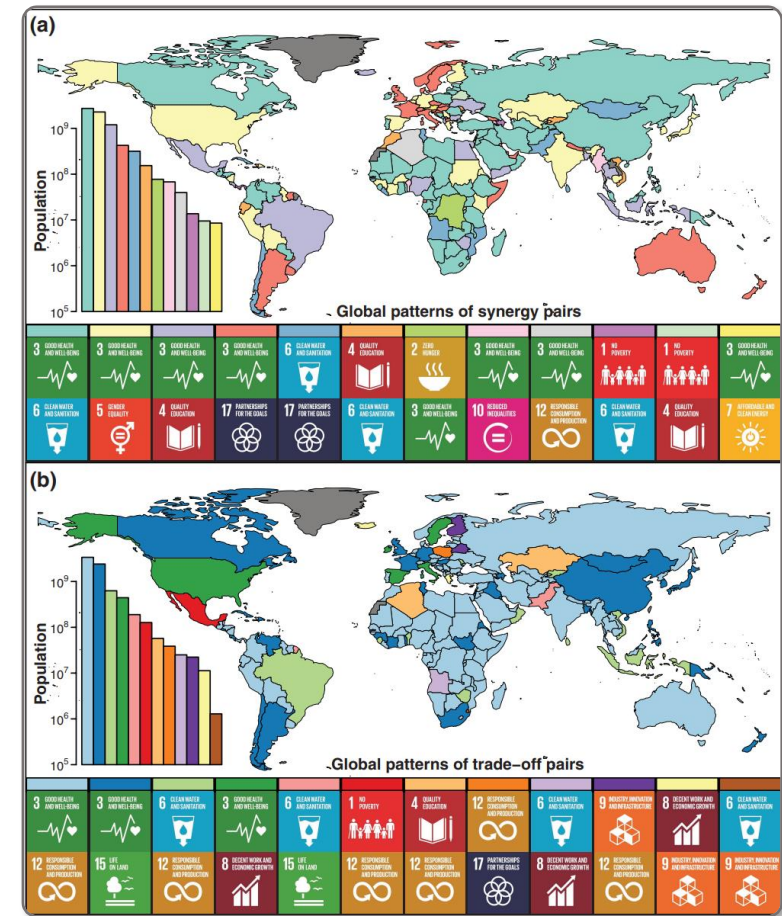 (a)
Population
10⁹
10⁸
10⁷
10⁶
10⁵
Global patterns of synergy pairs
3 GOOD HEALTH AND WELL-BEING
3 GOOD HEALTH AND WELL-BEING
3 GOOD HEALTH AND WELL-BEING
3 GOOD HEALTH AND WELL-BEING
6 CLEAN WATER AND SANITATION
4 QUALITY EDUCATION
2 ZERO HUNGER
3 GOOD HEALTH AND WELL-BEING
3 GOOD HEALTH AND WELL-BEING
1 NO POVERTY
1 NO POVERTY
3 GOOD HEALTH AND WELL-BEING
6 CLEAN WATER AND SANITATION
5 GENDER EQUALITY
4 QUALITY EDUCATION
17 PARTNERSHIPS FOR THE GOALS
17 PARTNERSHIPS FOR THE GOALS
6 CLEAN WATER AND SANITATION
3 GOOD HEALTH AND WELL-BEING
10 REDUCED INEQUALITIES
12 RESPONSIBLE CONSUMPTION AND PRODUCTION
6 CLEAN WATER AND SANITATION
4 QUALITY EDUCATION
7 AFFORDABLE AND CLEAN ENERGY
(b)
Population
10⁹
10⁸
10⁷
10⁶
10⁵
Global patterns of trade-off pairs
3 GOOD HEALTH AND WELL-BEING
3 GOOD HEALTH AND WELL-BEING
6 CLEAN WATER AND SANITATION
3 GOOD HEALTH AND WELL-BEING
6 CLEAN WATER AND SANITATION
1 NO POVERTY
4 QUALITY EDUCATION
12 RESPONSIBLE CONSUMPTION AND PRODUCTION
6 CLEAN WATER AND SANITATION
9 INDUSTRY, INNOVATION AND INFRASTRUCTURE
8 DECENT WORK AND ECONOMIC GROWTH
6 CLEAN WATER AND SANITATION
12 RESPONSIBLE CONSUMPTION AND PRODUCTION
15 LIFE ON LAND
12 RESPONSIBLE CONSUMPTION AND PRODUCTION
8 DECENT WORK AND ECONOMIC GROWTH
15 LIFE ON LAND
12 RESPONSIBLE CONSUMPTION AND PRODUCTION
12 RESPONSIBLE CONSUMPTION AND PRODUCTION
17 PARTNERSHIPS FOR THE GOALS
8 DECENT WORK AND ECONOMIC GROWTH
12 RESPONSIBLE CONSUMPTION AND PRODUCTION
9 INDUSTRY, INNOVATION AND INFRASTRUCTURE
9 INDUSTRY, INNOVATION AND INFRASTRUCTURE